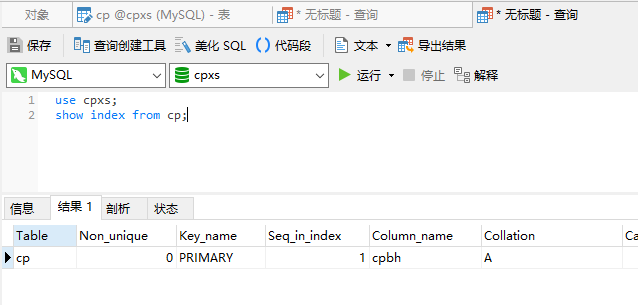 对象 cp @cpxs (MySQL) - 表 * 无标题 - 查询 * 无标题 - 查询
保存 查询创建工具 美化 SQL () 代码段 文本 导出结果
MySQL cpxs 运行 停止 解释
1 use cpxs;
2 show index from cp;
信息 结果 1 剖析 状态
Table Non_unique Key_name Seq_in_index Column_name Collation Ca
cp 0 PRIMARY 1 cpbh A